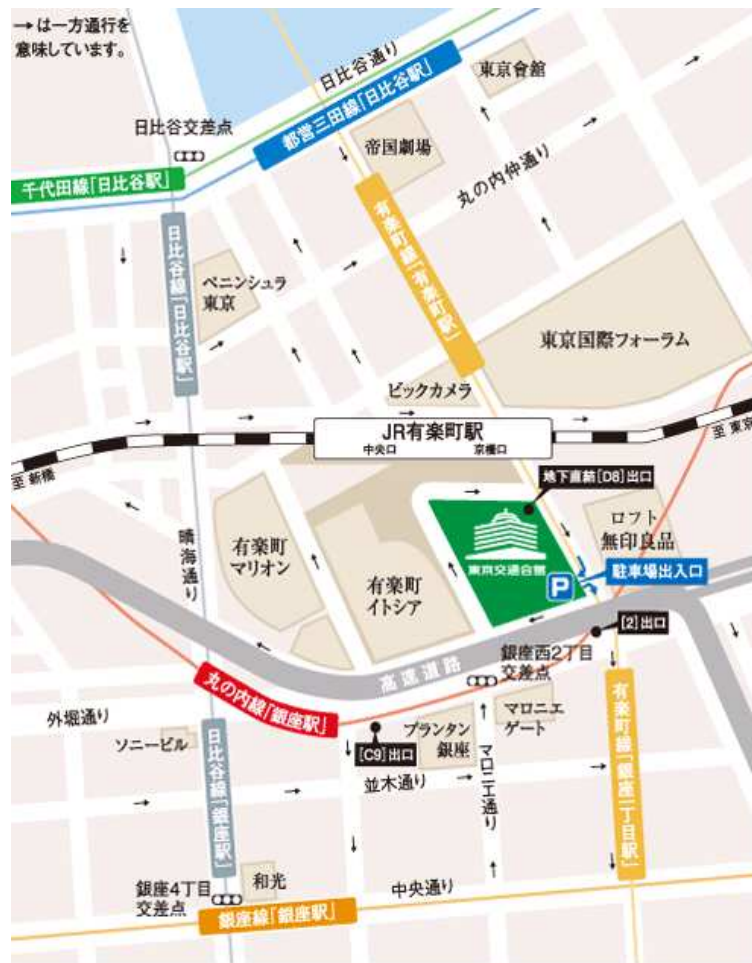 →は一方通行を
意味しています。
日比谷通り
東京會舘
都営三田線「日比谷駅」
日比谷交差点
帝国劇場
千代田線「日比谷駅」
丸の内仲通り
有楽町線「有楽町駅」
日比谷線「日比谷駅」
ペニンシュラ
東京
東京国際フォーラム
ビックカメラ
JR有楽町駅
中央口
京橋口
至 東京
至 新橋
地下直結[D8]出口
ロフト
無印良品
有楽町
マリオン
晴海通り
有楽町
イトシア
東京交通会館
P
駐車場出入口
[2]出口
高速道路
銀座西2丁目
交差点
丸の内線「銀座駅」
外堀通り
マロニエ
ゲート
プランタン
銀座
ソニービル
[C9]出口
並木通り
マロニエ通り
有楽町線「銀座一丁目駅」
日比谷線「銀座駅」
和光
銀座4丁目
交差点
中央通り
銀座線「銀座駅」